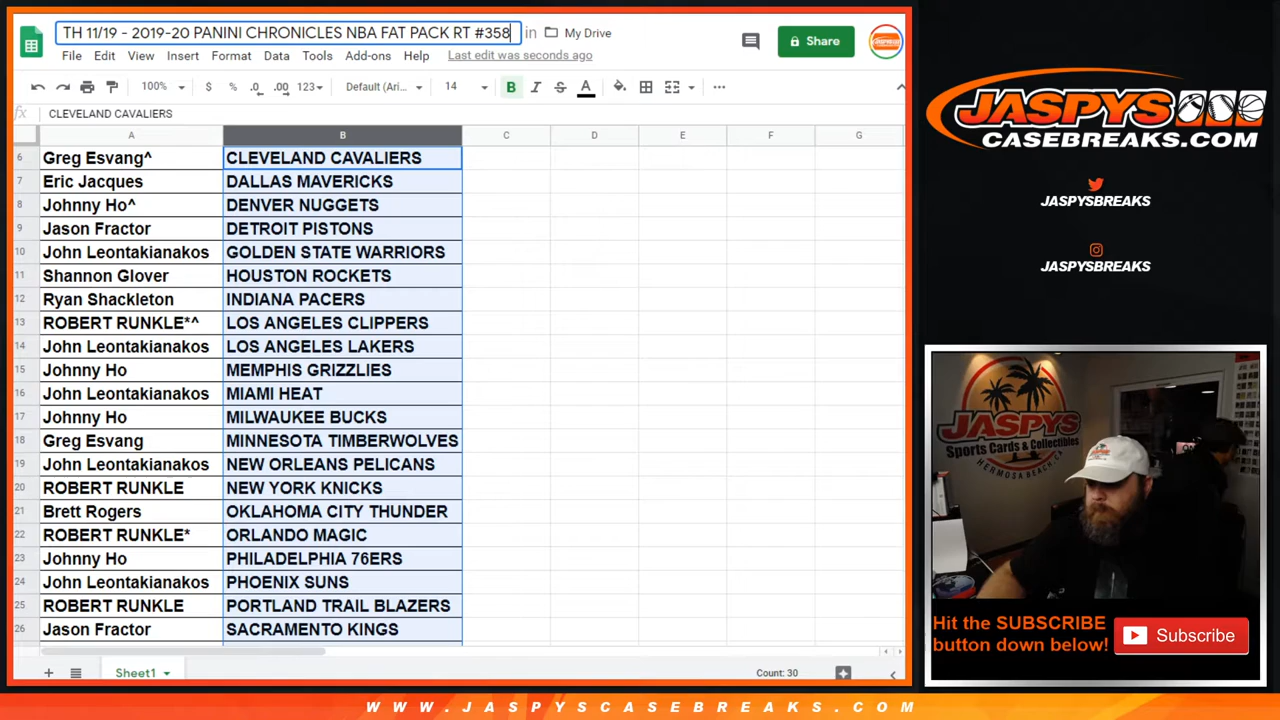 TH 11/19 - 2019-20 PANINI CHRONICLES NBA FAT PACK RT #358 in My Drive
Share
File Edit View Insert Format Data Tools Add-ons Help Last edit was seconds ago
100% $ % .0 .00 123 Default (Ari... 14 B I S A
fx CLEVELAND CAVALIERS
A B C D E F G
6 Greg Esvang^ CLEVELAND CAVALIERS
7 Eric Jacques DALLAS MAVERICKS
8 Johnny Ho^ DENVER NUGGETS
9 Jason Fractor DETROIT PISTONS
10 John Leontakianakos GOLDEN STATE WARRIORS
11 Shannon Glover HOUSTON ROCKETS
12 Ryan Shackleton INDIANA PACERS
13 ROBERT RUNKLE*^ LOS ANGELES CLIPPERS
14 John Leontakianakos LOS ANGELES LAKERS
15 Johnny Ho MEMPHIS GRIZZLIES
16 John Leontakianakos MIAMI HEAT
17 Johnny Ho MILWAUKEE BUCKS
18 Greg Esvang MINNESOTA TIMBERWOLVES
19 John Leontakianakos NEW ORLEANS PELICANS
20 ROBERT RUNKLE NEW YORK KNICKS
21 Brett Rogers OKLAHOMA CITY THUNDER
22 ROBERT RUNKLE* ORLANDO MAGIC
23 Johnny Ho PHILADELPHIA 76ERS
24 John Leontakianakos PHOENIX SUNS
25 ROBERT RUNKLE PORTLAND TRAIL BLAZERS
26 Jason Fractor SACRAMENTO KINGS
Sheet1 Count: 30
JASPYS
CASEBREAKS.COM
JASPYSBREAKS
JASPYSBREAKS
JASPYS
Sports Cards & Collectibles
HERMOSA BEACH, CA
Hit the SUBSCRIBE
button down below!
Subscribe
WWW.JASPYSCASEBREAKS.COM